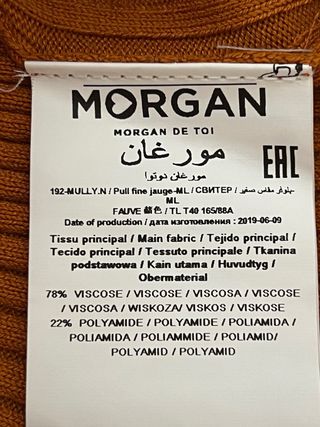 MORGAN
MORGAN DE TOI
مورغان
مورغان دوتوا
EAC
192-MULLY.N / Pull fine jauge-ML / СВИТЕР / بلوفر مقاس صغير-
ML
FAUVE 色 / TL T40 165/88A
Date of production / дата изготовления : 2019-06-09
Tissu principal / Main fabric / Tejido principal /
Tecido principal / Tessuto principale / Tkanina
podstawowa / Kain utama / Huvudtyg /
Obermaterial
78% VISCOSE / VISCOSE / VISCOSA / VISCOSE
/ VISCOSA / WISKOZA/ VISKOS / VISKOSE
22% POLYAMIDE / POLYAMIDE / POLIAMIDA /
POLIAMIDA / POLIAMMIDE / POLIAMID/
POLYAMID / POLYAMID